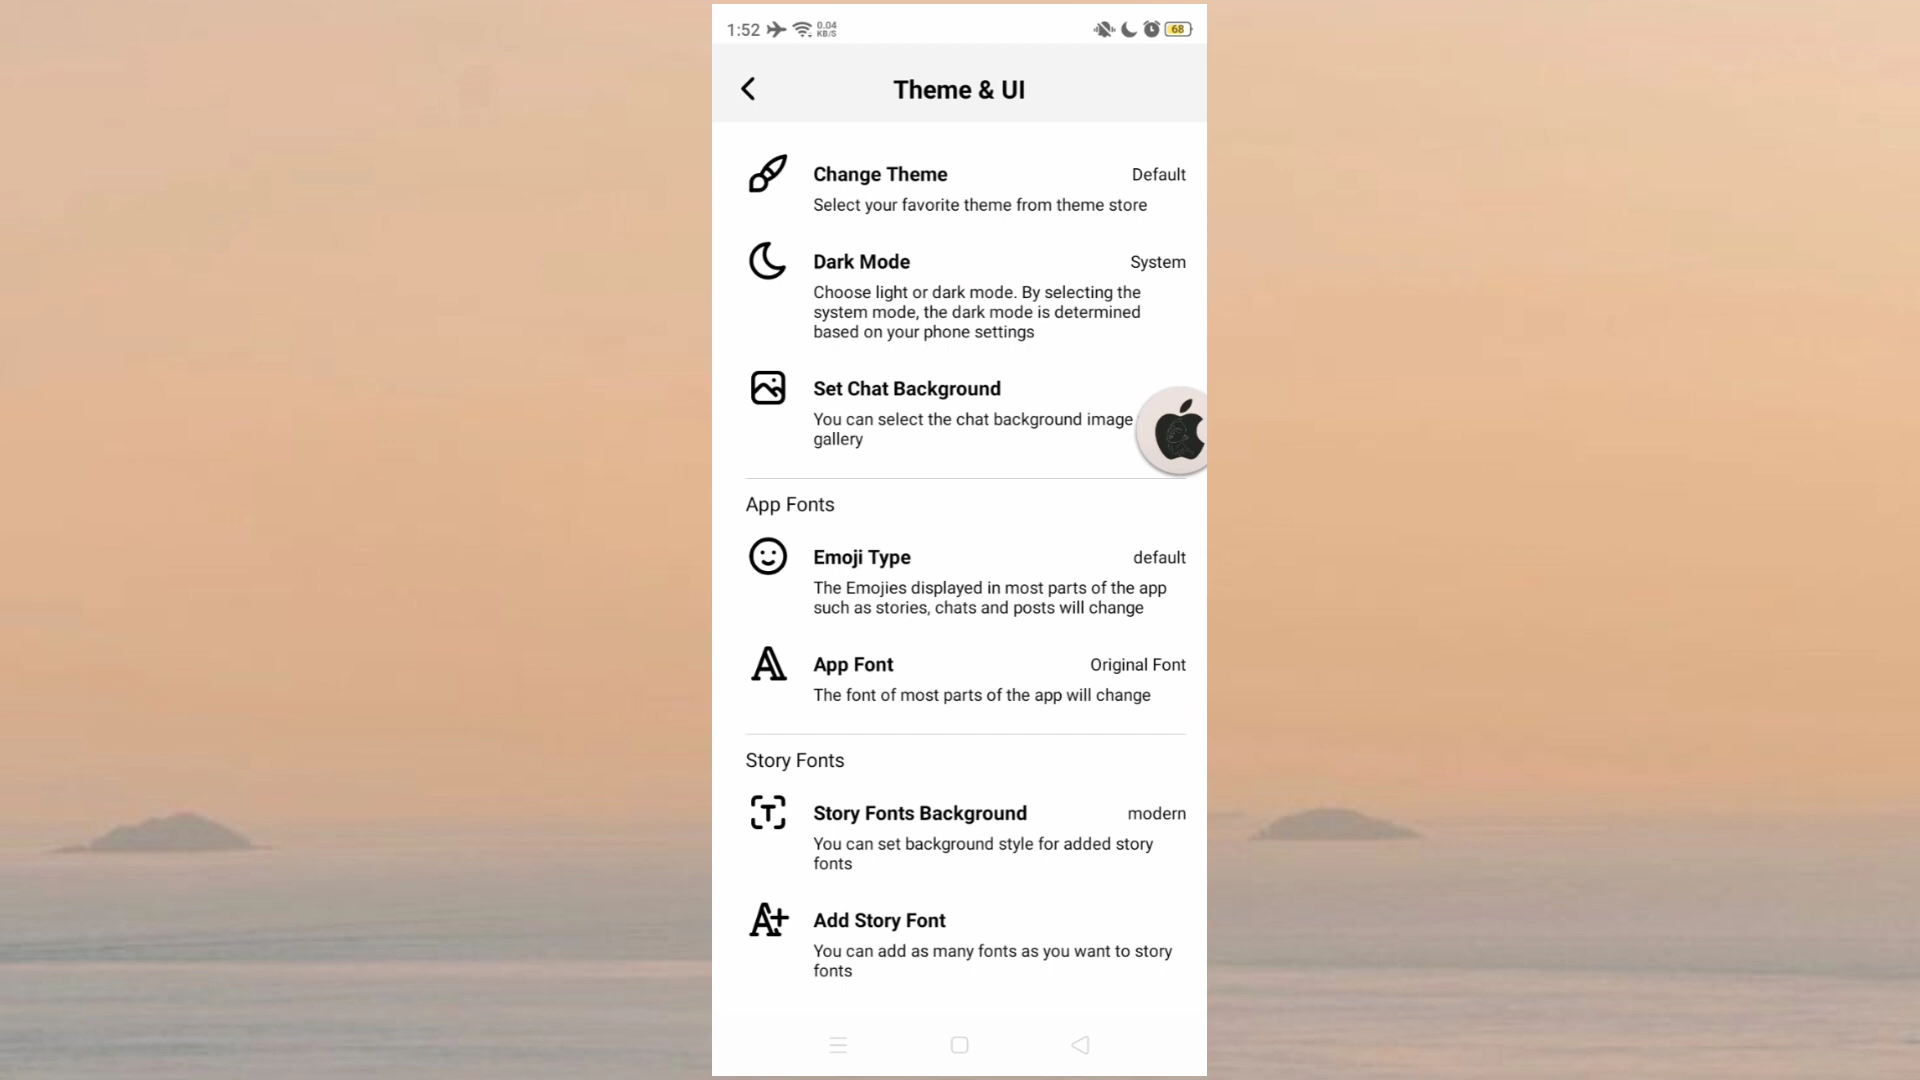 1:52 0.04 KB/S 68
Theme & UI
Change Theme Default
Select your favorite theme from theme store
Dark Mode System
Choose light or dark mode. By selecting the
system mode, the dark mode is determined
based on your phone settings
Set Chat Background
You can select the chat background image
gallery
App Fonts
Emoji Type default
The Emojies displayed in most parts of the app
such as stories, chats and posts will change
App Font Original Font
The font of most parts of the app will change
Story Fonts
Story Fonts Background modern
You can set background style for added story
fonts
Add Story Font
You can add as many fonts as you want to story
fonts